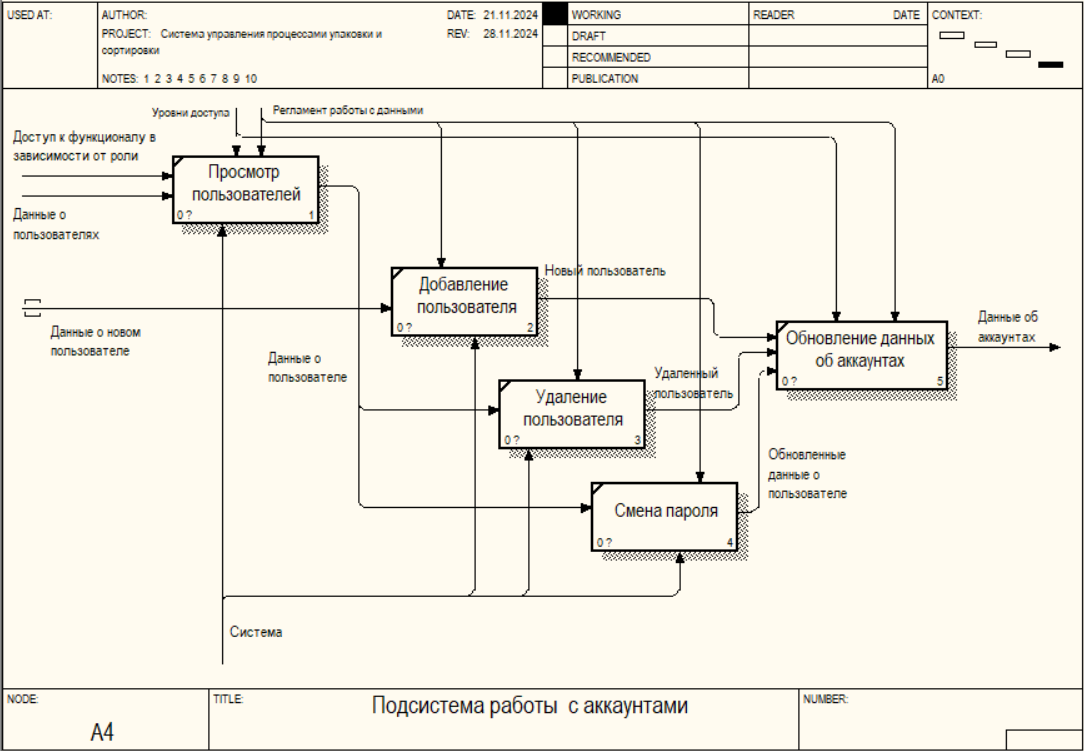 USED AT:
AUTHOR:
DATE: 21.11.2024
WORKING
READER
DATE
CONTEXT:
PROJECT: Система управления процессами упаковки и
сортировки
REV: 28.11.2024
DRAFT
RECOMMENDED
NOTES: 1 2 3 4 5 6 7 8 9 10
PUBLICATION
A0
Уровни доступа
Регламент работы с данными
Доступ к функционалу в
зависимости от роли
Просмотр
пользователей
0 ?
1
Данные о
пользователях
Новый пользователь
Добавление
пользователя
0 ?
2
Данные о новом
пользователе
Данные об
аккаунтах
Обновление данных
об аккаунтах
0 ?
5
Данные о
пользователе
Удаленный
пользователь
Удаление
пользователя
0 ?
3
Обновленные
данные о
пользователе
Смена пароля
0 ?
4
Система
NODE:
TITLE:
Подсистема работы с аккаунтами
NUMBER:
A4